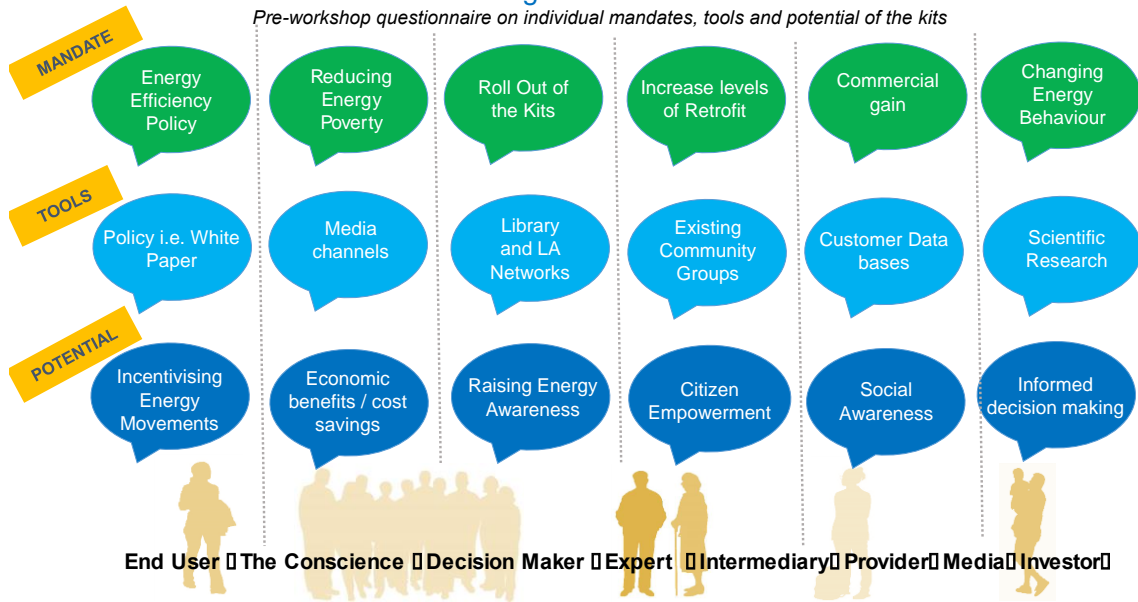 Pre-workshop questionnaire on individual mandates, tools and potential of the kits
MANDATE
Energy
Efficiency
Policy
Reducing
Energy
Poverty
Roll Out of
the Kits
Increase levels
of Retrofit
Commercial
gain
Changing
Energy
Behaviour
TOOLS
Policy i.e. White
Paper
Media
channels
Library
and LA
Networks
Existing
Community
Groups
Customer Data
bases
Scientific
Research
POTENTIAL
Incentivising
Energy
Movements
Economic
benefits / cost
savings
Raising Energy
Awareness
Citizen
Empowerment
Social
Awareness
Informed
decision making
End User ▯ The Conscience ▯ Decision Maker ▯ Expert ▯ Intermediary▯ Provider▯ Media▯ Investor▯